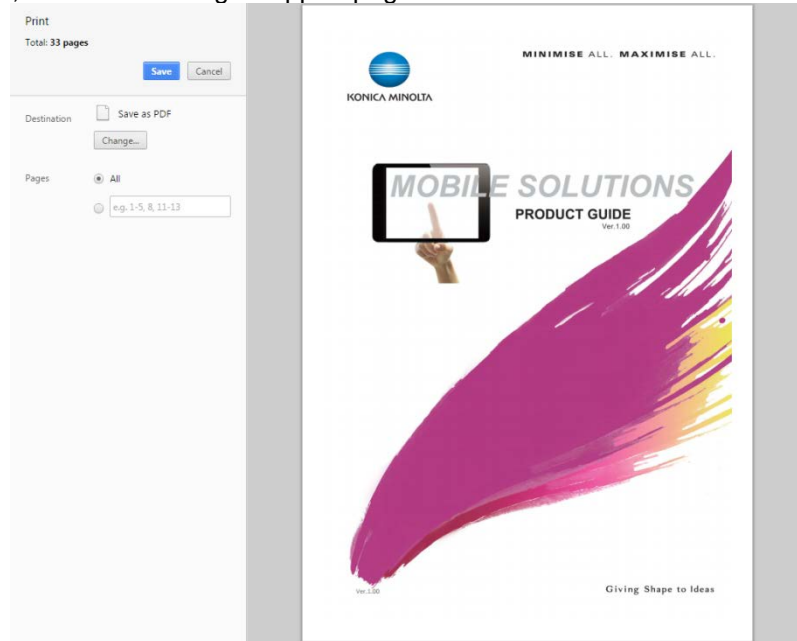 Print
Total: 33 pages
Save
Cancel
Destination
Save as PDF
Change...
Pages
All
e.g. 1-5, 8, 11-13
KONICA MINOLTA
MINIMISE ALL. MAXIMISE ALL.
MOBILE SOLUTIONS
PRODUCT GUIDE
Ver.1.00
Ver.1.00
Giving Shape to Ideas